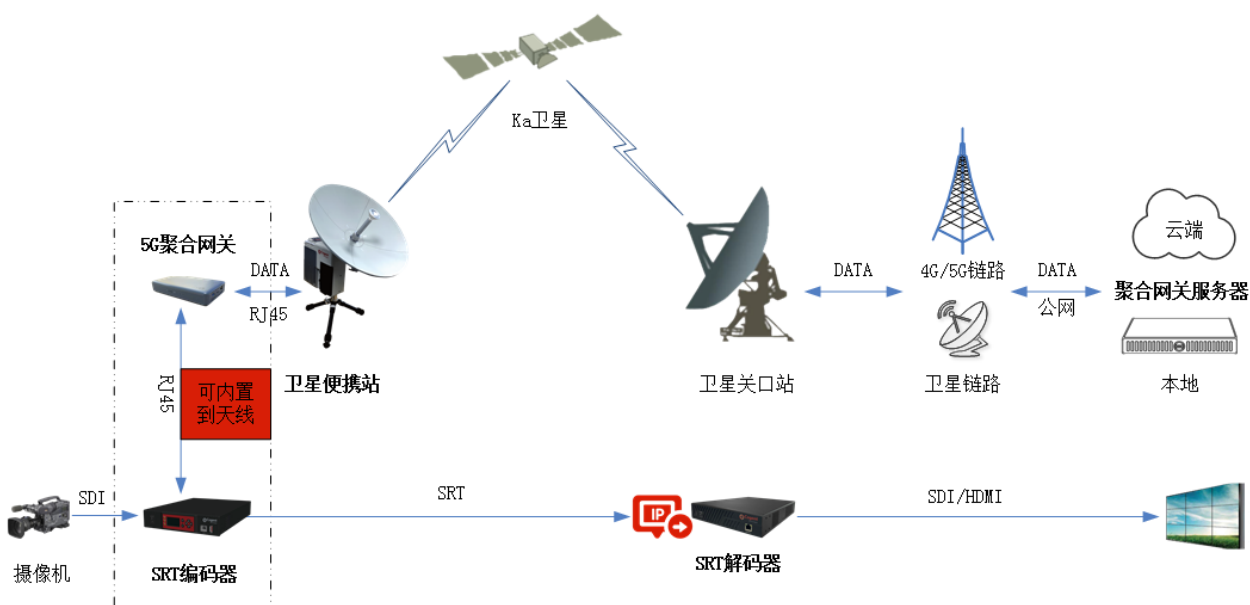 Ka卫星
5G聚合网关
DATA
RJ45
RJ45
可内置
到天线
卫星便携站
DATA
卫星关口站
4G/5G链路
卫星链路
DATA
公网
云端
聚合网关服务器
本地
SDI
摄像机
SRT编码器
SRT
IP
SRT解码器
SDI/HDMI